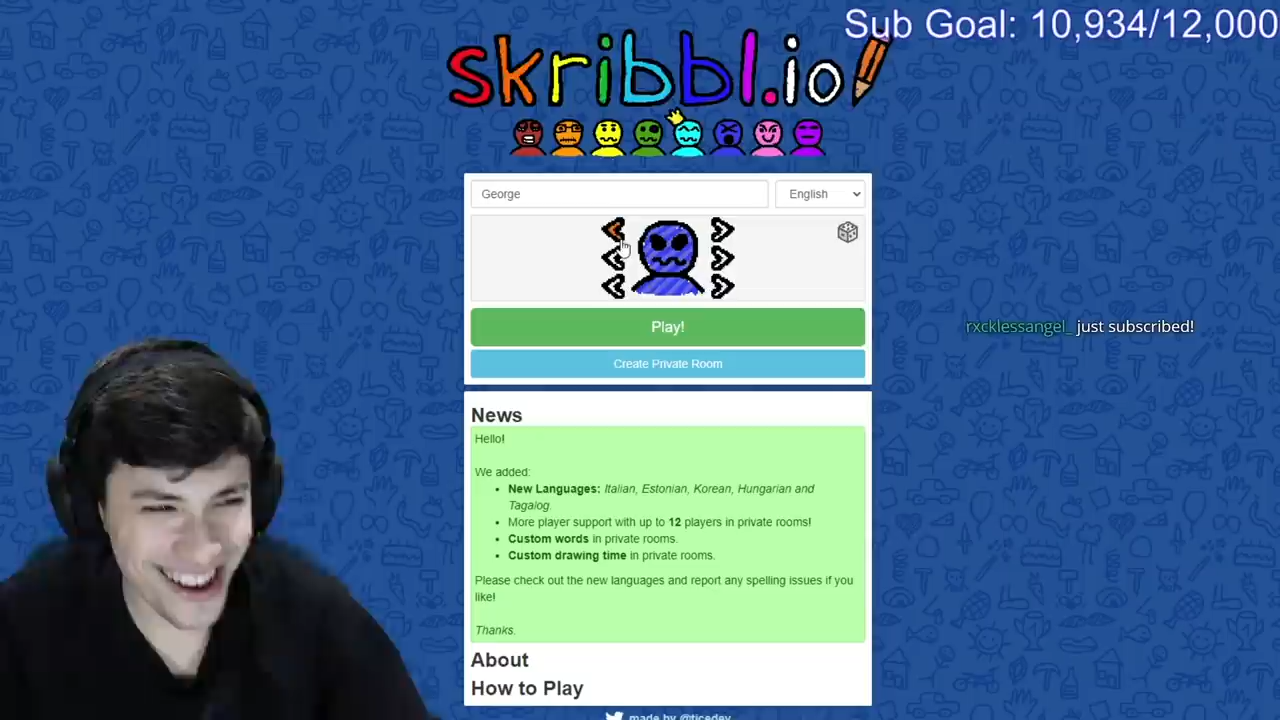 Sub Goal: 10,934/12,000
skribbl.io
George
English
Play!
rxcklessangel_ just subscribed!
Create Private Room
News
Hello!
We added:
New Languages: Italian, Estonian, Korean, Hungarian and
Tagalog.
More player support with up to 12 players in private rooms!
Custom words in private rooms.
Custom drawing time in private rooms.
Please check out the new languages and report any spelling issues if you
like!
Thanks.
About
How to Play
made by @ticedev